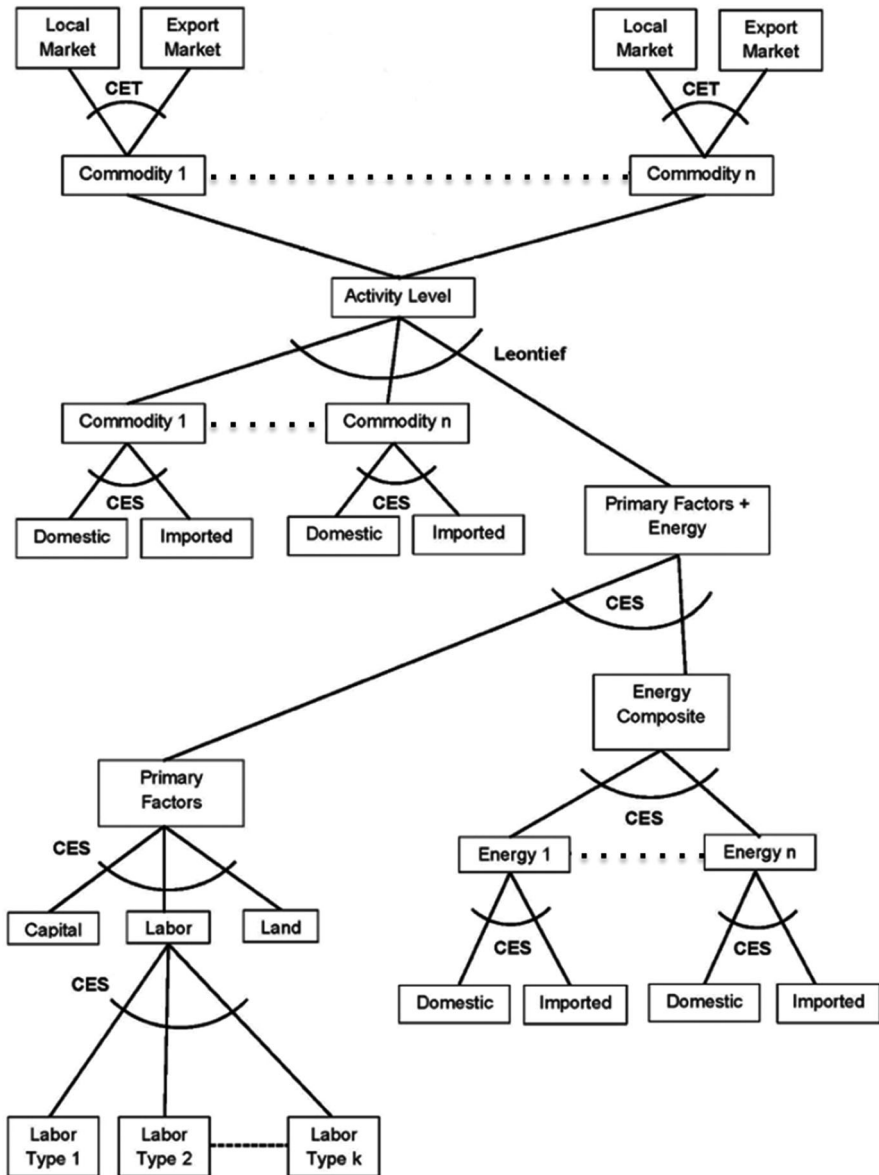 Local
Market
Export
Market
Local
Market
Export
Market
CET
CET
Commodity 1
Commodity n
Activity Level
Leontief
Commodity 1
Commodity n
CES
CES
Domestic
Imported
Domestic
Imported
Primary Factors +
Energy
CES
Energy
Composite
Primary
Factors
CES
CES
Energy 1
Energy n
Capital
Labor
Land
CES
CES
CES
Domestic
Imported
Domestic
Imported
Labor
Type 1
Labor
Type 2
Labor
Type k